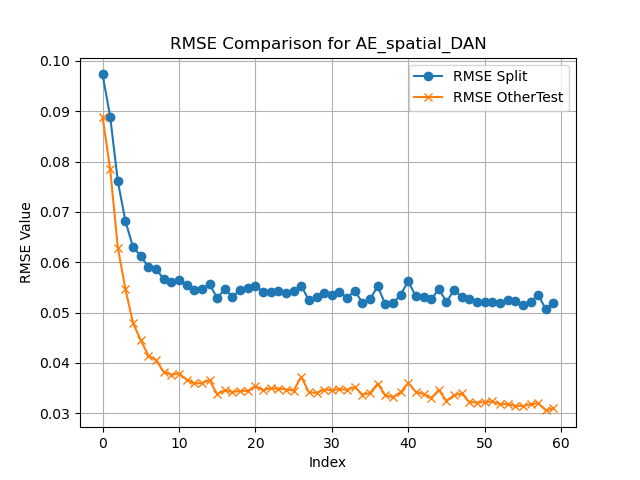 RMSE Comparison for AE_spatial_DAN
RMSE Split
RMSE OtherTest
0.10
0.09
0.08
0.07
0.06
0.05
0.04
0.03
RMSE Value
0 10 20 30 40 50 60
Index